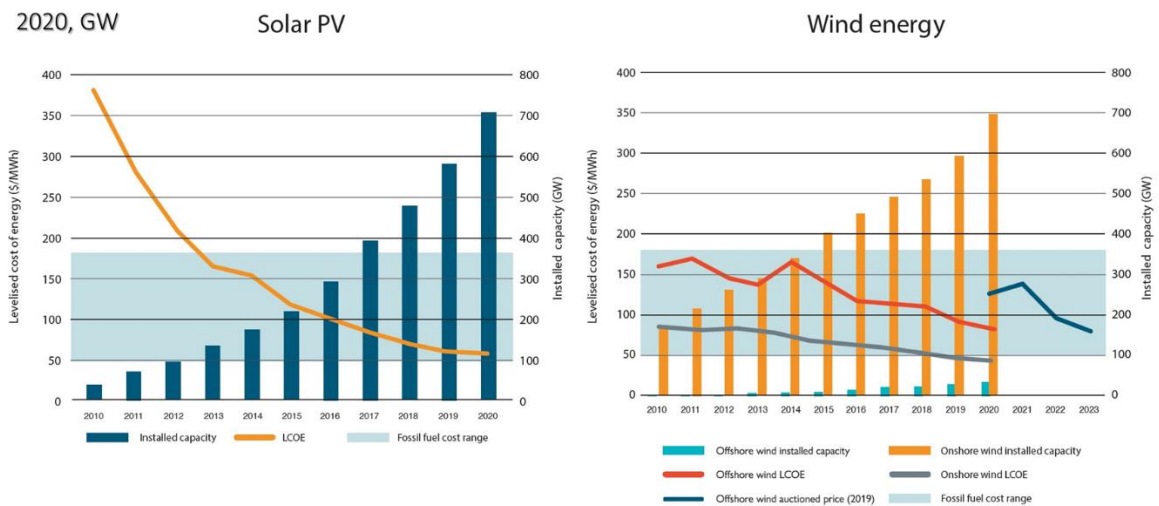 2020, GW
Solar PV
Levelised cost of energy ($/MWh)
400
350
300
250
200
150
100
50
0
800
700
600
500
400
300
200
100
0
Installed capacity (GW)
2010 2011 2012 2013 2014 2015 2016 2017 2018 2019 2020
Installed capacity LCOE Fossil fuel cost range
Wind energy
Levelised cost of energy ($/MWh)
400
350
300
250
200
150
100
50
0
800
700
600
500
400
300
200
100
0
Installed capacity (GW)
2010 2011 2012 2013 2014 2015 2016 2017 2018 2019 2020 2021 2022 2023
Offshore wind installed capacity Onshore wind installed capacity
Offshore wind LCOE Onshore wind LCOE
Offshore wind auctioned price (2019) Fossil fuel cost range